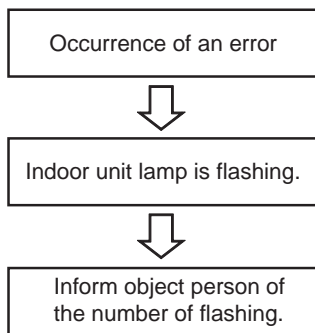 Occurrence of an error
Indoor unit lamp is flashing.
Inform object person of
the number of flashing.